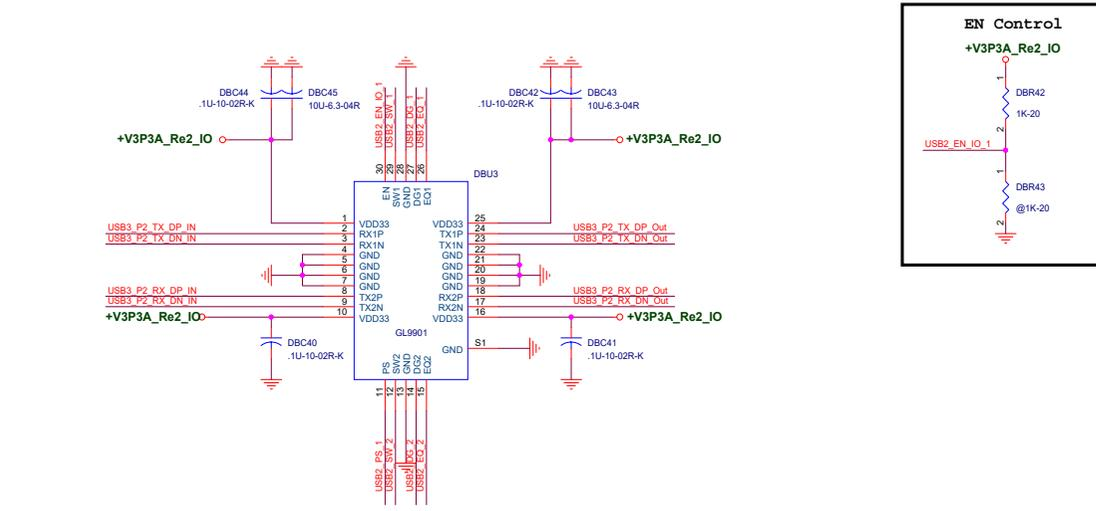 EN Control
+V3P3A_Re2_IO
1
DBR42
1K-20
2
USB2_EN_IO_1
1
DBR43
@1K-20
2
DBC44
.1U-10-02R-K
DBC45
10U-6.3-04R
DBC42
.1U-10-02R-K
DBC43
10U-6.3-04R
+V3P3A_Re2_IO
+V3P3A_Re2_IO
USB2_EN_IO_1
USB2_SW_1
USB2_DG_1
USB2_EQ_1
30
29
28
27
26
DBU3
EN
SW1
GND
DG1
EQ1
1 VDD33
USB3_P2_TX_DP_IN 2 RX1P
USB3_P2_TX_DN_IN 3 RX1N
4 GND
5 GND
6 GND
7 GND
USB3_P2_RX_DP_IN 8 TX2P
USB3_P2_RX_DN_IN 9 TX2N
+V3P3A_Re2_IO 10 VDD33
VDD33 25
TX1P 24 USB3_P2_TX_DP_Out
TX1N 23 USB3_P2_TX_DN_Out
GND 22
GND 21
GND 20
GND 19
RX2P 18 USB3_P2_RX_DP_Out
RX2N 17 USB3_P2_RX_DN_Out
VDD33 16 +V3P3A_Re2_IO
GL9901
GND S1
DBC40
.1U-10-02R-K
DBC41
.1U-10-02R-K
PS
SW2
GND
DG2
EQ2
11
12
13
14
15
USB2_PS_1
USB2_SW_2
USB2_DG_2
USB2_EQ_2